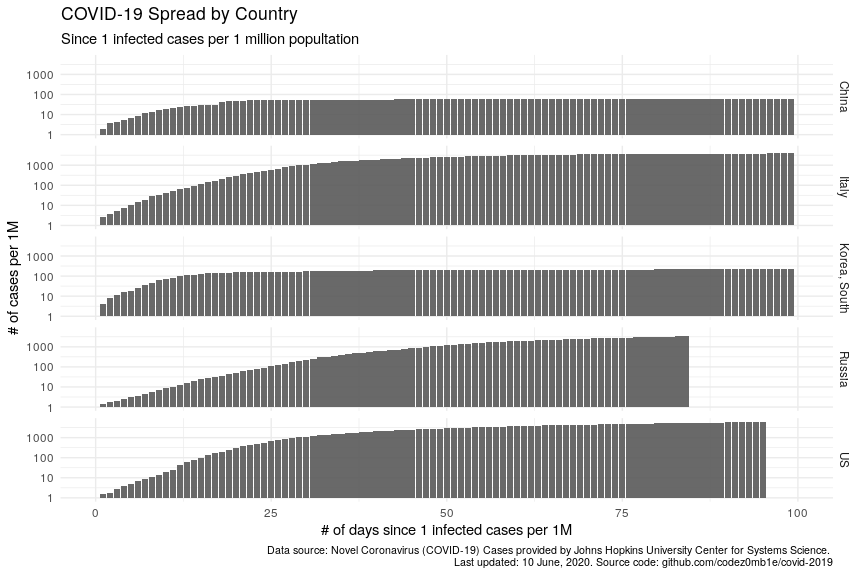 COVID-19 Spread by Country
Since 1 infected cases per 1 million popultation
# of cases per 1M
1000
100
10
1
China
1000
100
10
1
Italy
1000
100
10
1
Korea, South
1000
100
10
1
Russia
1000
100
10
1
US
0 25 50 75 100
# of days since 1 infected cases per 1M
Data source: Novel Coronavirus (COVID-19) Cases provided by Johns Hopkins University Center for Systems Science.
Last updated: 10 June, 2020. Source code: github.com/codez0mb1e/covid-2019